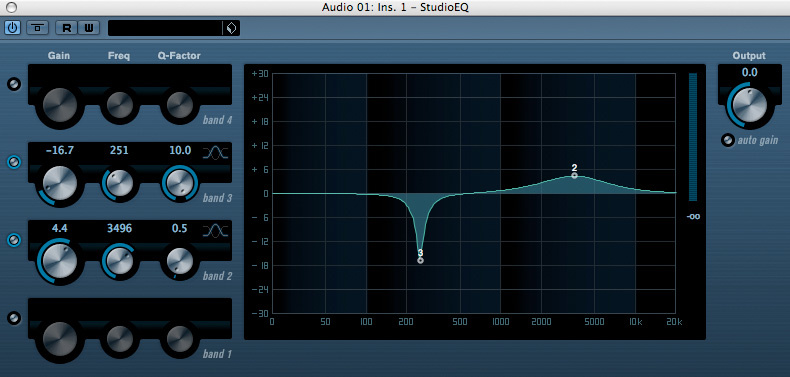 Audio 01: Ins. 1 – StudioEQ
R W
Gain Freq Q-Factor Output
band 4
-16.7 251 10.0
band 3
4.4 3496 0.5
band 2
band 1
+30
+24
+18
+12
+6
0
-6
-12
-18
-24
-30
0 50 100 200 500 1000 2000 5000 10k 20k
2
3
-∞
0.0
auto gain